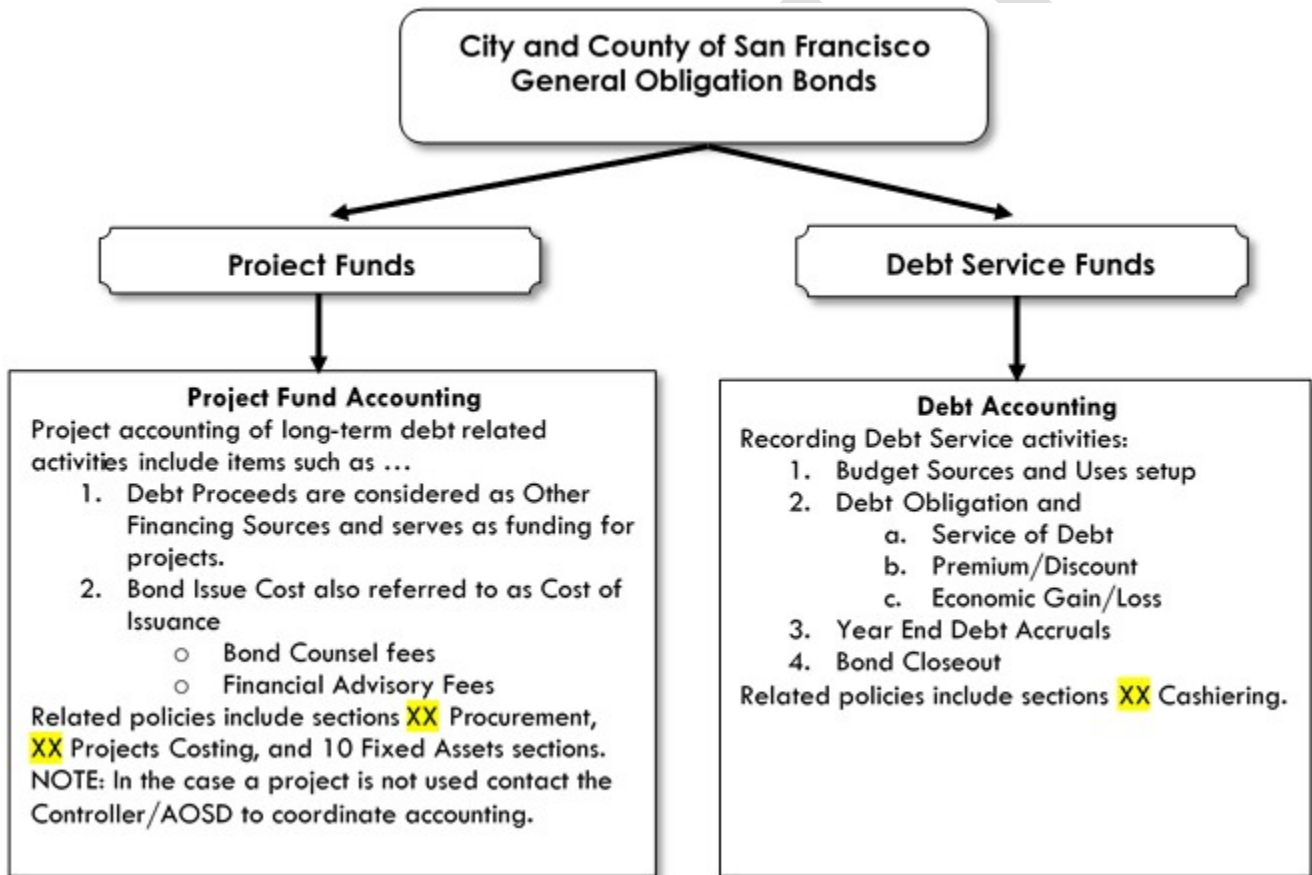 City and County of San Francisco
General Obligation Bonds
Project Funds
Debt Service Funds
Project Fund Accounting
Project accounting of long-term debt related
activities include items such as …
1. Debt Proceeds are considered as Other
Financing Sources and serves as funding for
projects.
2. Bond Issue Cost also referred to as Cost of
Issuance
○ Bond Counsel fees
○ Financial Advisory Fees
Related policies include sections XX Procurement,
XX Projects Costing, and 10 Fixed Assets sections.
NOTE: In the case a project is not used contact the
Controller/AOSD to coordinate accounting.
Debt Accounting
Recording Debt Service activities:
1. Budget Sources and Uses setup
2. Debt Obligation and
a. Service of Debt
b. Premium/Discount
c. Economic Gain/Loss
3. Year End Debt Accruals
4. Bond Closeout
Related policies include sections XX Cashiering.